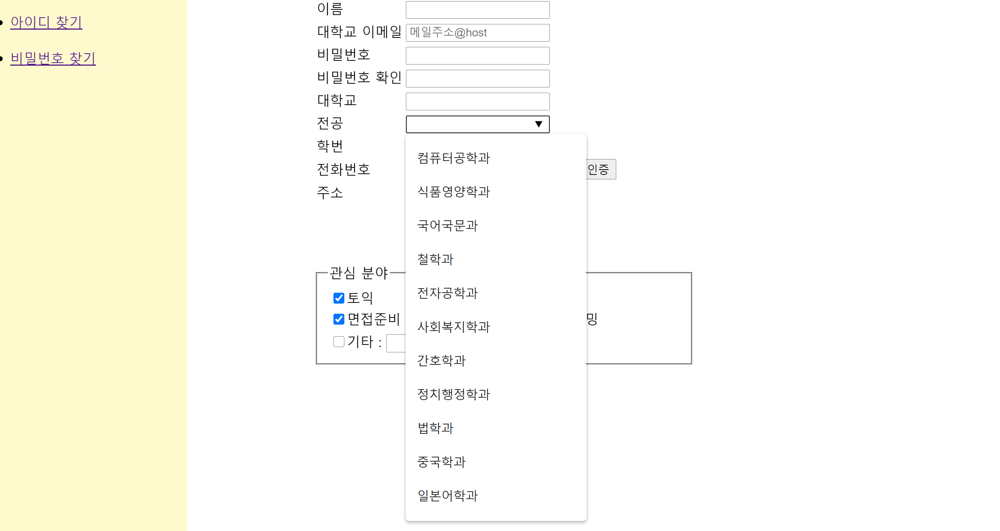 아이디 찾기
비밀번호 찾기
이름
대학교 이메일 메일주소@host
비밀번호
비밀번호 확인
대학교
전공
학번
전화번호 인증
주소
컴퓨터공학과
식품영양학과
국어국문과
철학과
전자공학과
사회복지학과
간호학과
정치행정학과
법학과
중국학과
일본어학과
관심 분야
토익
면접준비 밍
기타 :